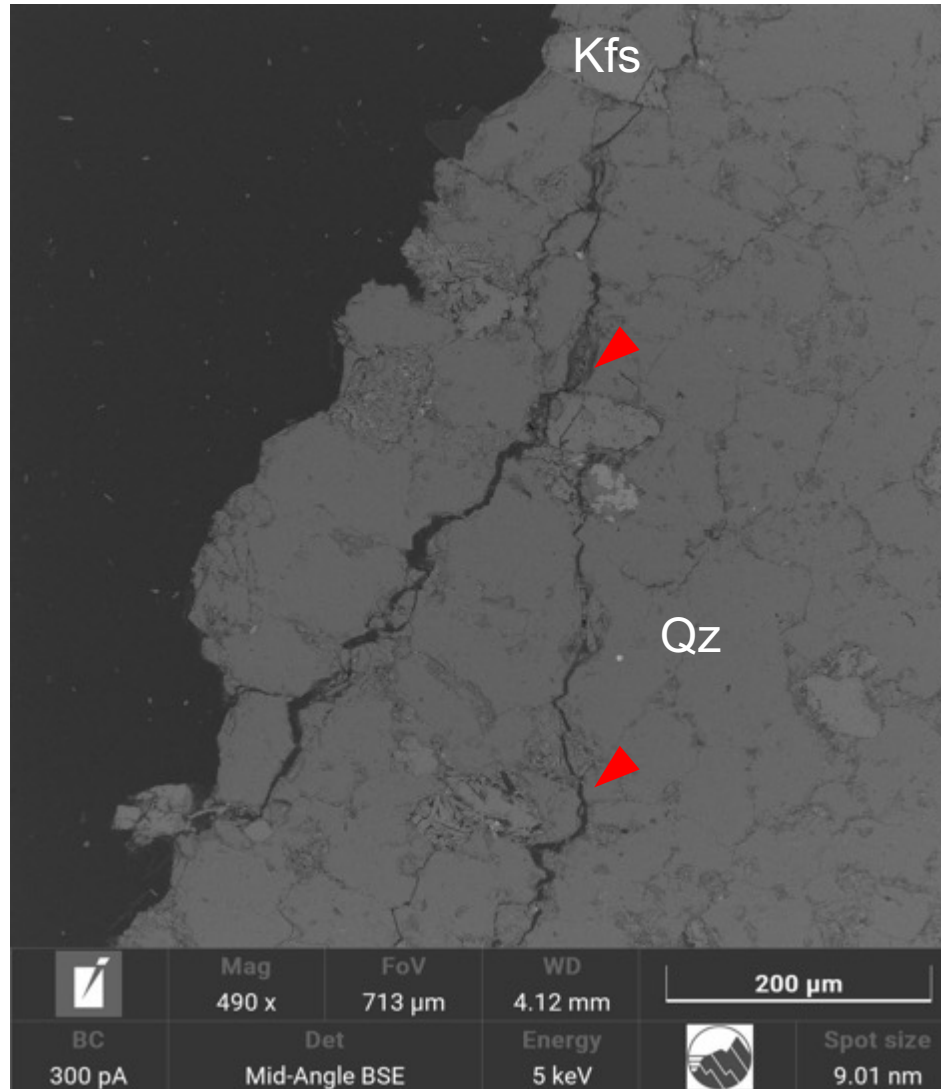 Kfs
Qz
Mag FoV WD
490 x 713 µm 4.12 mm 200 µm
BC Det Energy Spot size
300 pA Mid-Angle BSE 5 keV 9.01 nm